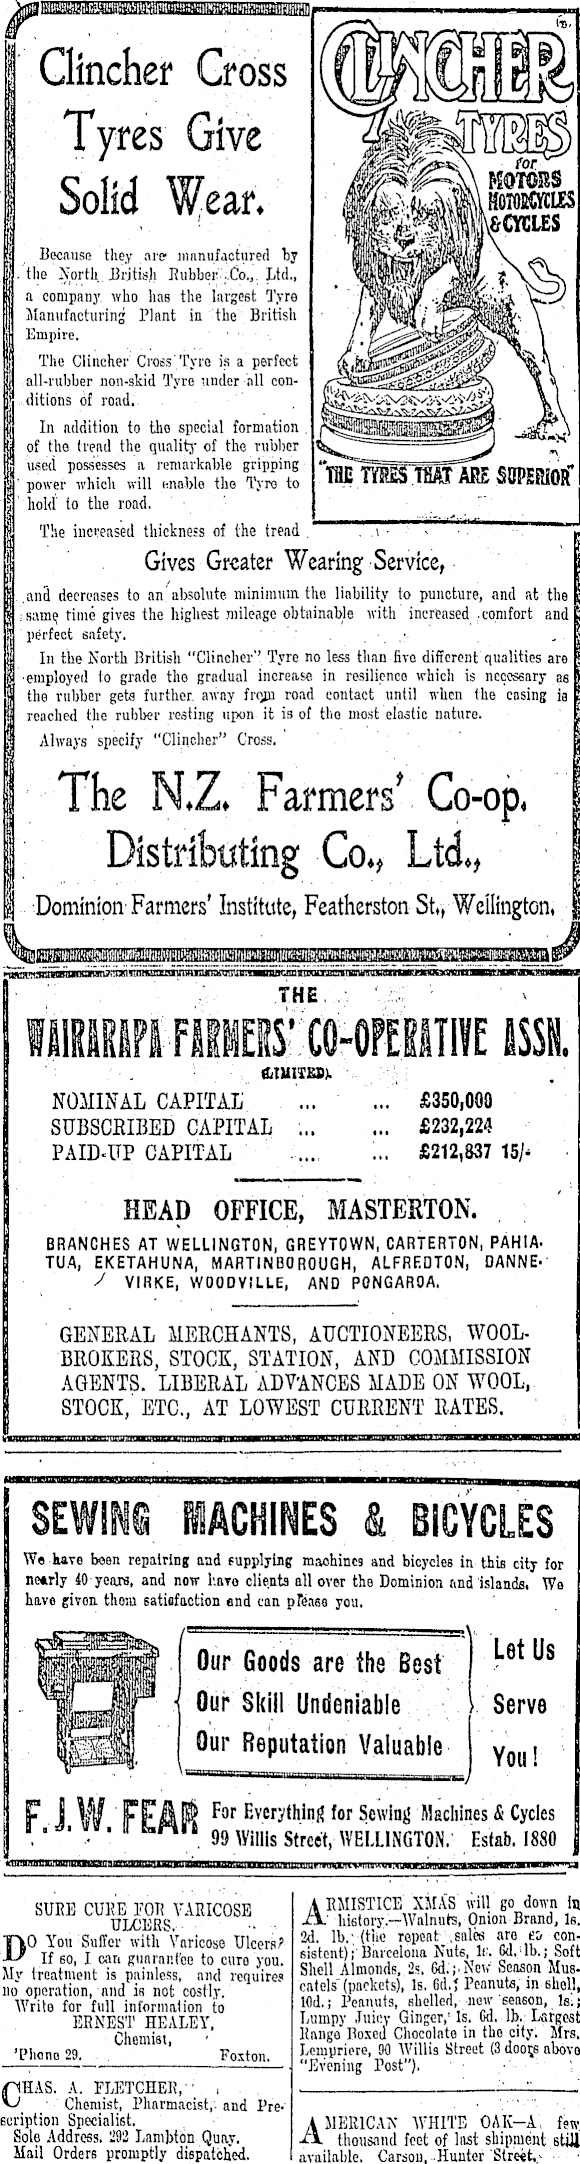 Clincher Cross
Tyres Give
Solid Wear.
Because they are manufactured by
the North British Rubber Co., Ltd.,
a company who has the largest Tyre
Manufacturing Plant in the British
Empire.
The Clincher Cross Tyre is a perfect
all-rubber non-skid Tyre under all con-
ditions of road.
In addition to the special formation
of the tread the quality of the rubber
used possesses a remarkable gripping
power which will enable the Tyre to
hold to the road.
The increased thickness of the tread
CLINCHER
TYRES
for
MOTORS
MOTORCYCLES
& CYCLES
"THE TYRES THAT ARE SUPERIOR"
Gives Greater Wearing Service,
and decreases to an absolute minimum the liability to puncture, and at the
same time gives the highest mileage obtainable with increased comfort and
perfect safety.
In the North British "Clincher" Tyre no less than five different qualities are
employed to grade the gradual increase in resilience which is necessary as
the rubber gets further away from road contact until when the casing is
reached the rubber resting upon it is of the most elastic nature.
Always specify "Clincher" Cross.
The N.Z. Farmers' Co-op.
Distributing Co., Ltd.,
Dominion Farmers' Institute, Featherston St., Wellington.
THE
WAIRARAPA FARMERS' CO-OPERATIVE ASSN.
(LIMITED).
NOMINAL CAPITAL ... ... £350,000
SUBSCRIBED CAPITAL ... ... £232,224
PAID-UP CAPITAL ... ... £212,837 15/-
HEAD OFFICE, MASTERTON.
BRANCHES AT WELLINGTON, GREYTOWN, CARTERTON, PAHIA-
TUA, EKETAHUNA, MARTINBOROUGH, ALFREDTON, DANNE-
VIRKE, WOODVILLE, AND PONGAROA.
GENERAL MERCHANTS, AUCTIONEERS, WOOL-
BROKERS, STOCK, STATION, AND COMMISSION
AGENTS. LIBERAL ADVANCES MADE ON WOOL,
STOCK, ETC., AT LOWEST CURRENT RATES.
SEWING MACHINES & BICYCLES
We have been repairing and supplying machines and bicycles in this city for
nearly 40 years, and now have clients all over the Dominion and islands. We
have given them satisfaction and can please you.
Our Goods are the Best
Our Skill Undeniable
Our Reputation Valuable
Let Us
Serve
You!
F.J.W. FEAR For Everything for Sewing Machines & Cycles
99 Willis Street, WELLINGTON. Estab. 1880
SURE CURE FOR VARICOSE
ULCERS.
DO You Suffer with Varicose Ulcers?
If so, I can guarantee to cure you.
My treatment is painless, and requires
no operation, and is not costly.
Write for full information to
ERNEST HEALEY,
Chemist,
'Phone 29. Foxton.
CHAS. A. FLETCHER,
Chemist, Pharmacist, and Pre-
scription Specialist.
Sole Address, 292 Lambton Quay.
Mail Orders promptly dispatched.
ARMISTICE XMAS will go down in
history.—Walnuts, Onion Brand, 1s.
2d. lb. (the repeat sales are so con-
sistent); Barcelona Nuts, 1s. 6d. lb.; Soft
Shell Almonds, 2s. 6d.; New Season Mus-
catels (packets), 1s. 6d.; Peanuts, in shell,
10d.; Peanuts, shelled, new season, 1s.;
Lumpy Juicy Ginger, 1s. 6d. lb. Largest
Range Boxed Chocolate in the city. Mrs.
Lempriere, 90 Willis Street (3 doors above
"Evening Post").
AMERICAN WHITE OAK—A few
thousand feet of last shipment still
available. Carson, Hunter Street.